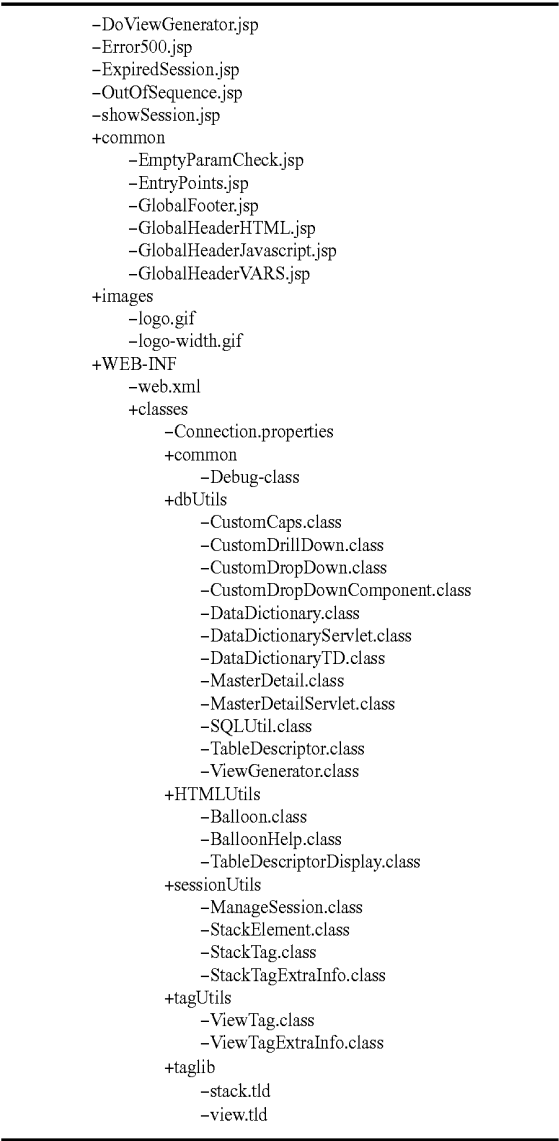 –DoViewGenerator.jsp
–Error500.jsp
–ExpiredSession.jsp
–OutOfSequence.jsp
–showSession.jsp
+common
–EmptyParamCheck.jsp
–EntryPoints.jsp
–GlobalFooter.jsp
–GlobalHeaderHTML.jsp
–GlobalHeaderJavascript.jsp
–GlobalHeaderVARS.jsp
+images
–logo.gif
–logo-width.gif
+WEB-INF
–web.xml
+classes
–Connection.properties
+common
–Debug-class
+dbUtils
–CustomCaps.class
–CustomDrillDown.class
–CustomDropDown.class
–CustomDropDownComponent.class
–DataDictionary.class
–DataDictionaryServlet.class
–DataDictionaryTD.class
–MasterDetail.class
–MasterDetailServlet.class
–SQLUtil.class
–TableDescriptor.class
–ViewGenerator.class
+HTMLUtils
–Balloon.class
–BalloonHelp.class
–TableDescriptorDisplay.class
+sessionUtils
–ManageSession.class
–StackElement.class
–StackTag.class
–StackTagExtraInfo.class
+tagUtils
–ViewTag.class
–ViewTagExtraInfo.class
+taglib
–stack.tld
–view.tld